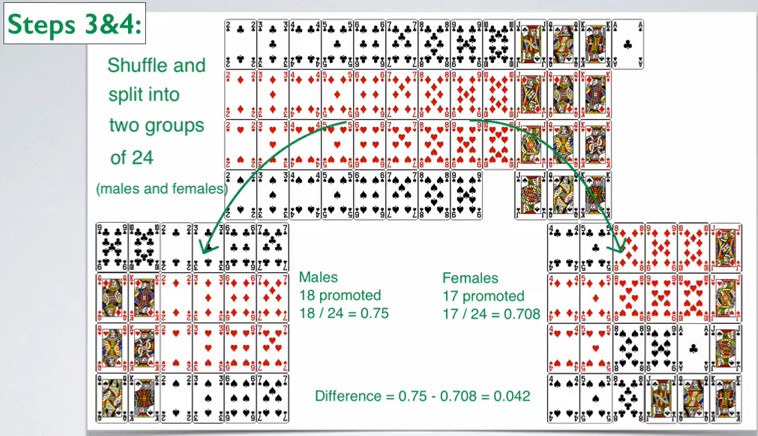 Steps 3&4:
Shuffle and
split into
two groups
of 24
(males and females)
Males
18 promoted
18 / 24 = 0.75
Females
17 promoted
17 / 24 = 0.708
Difference = 0.75 - 0.708 = 0.042